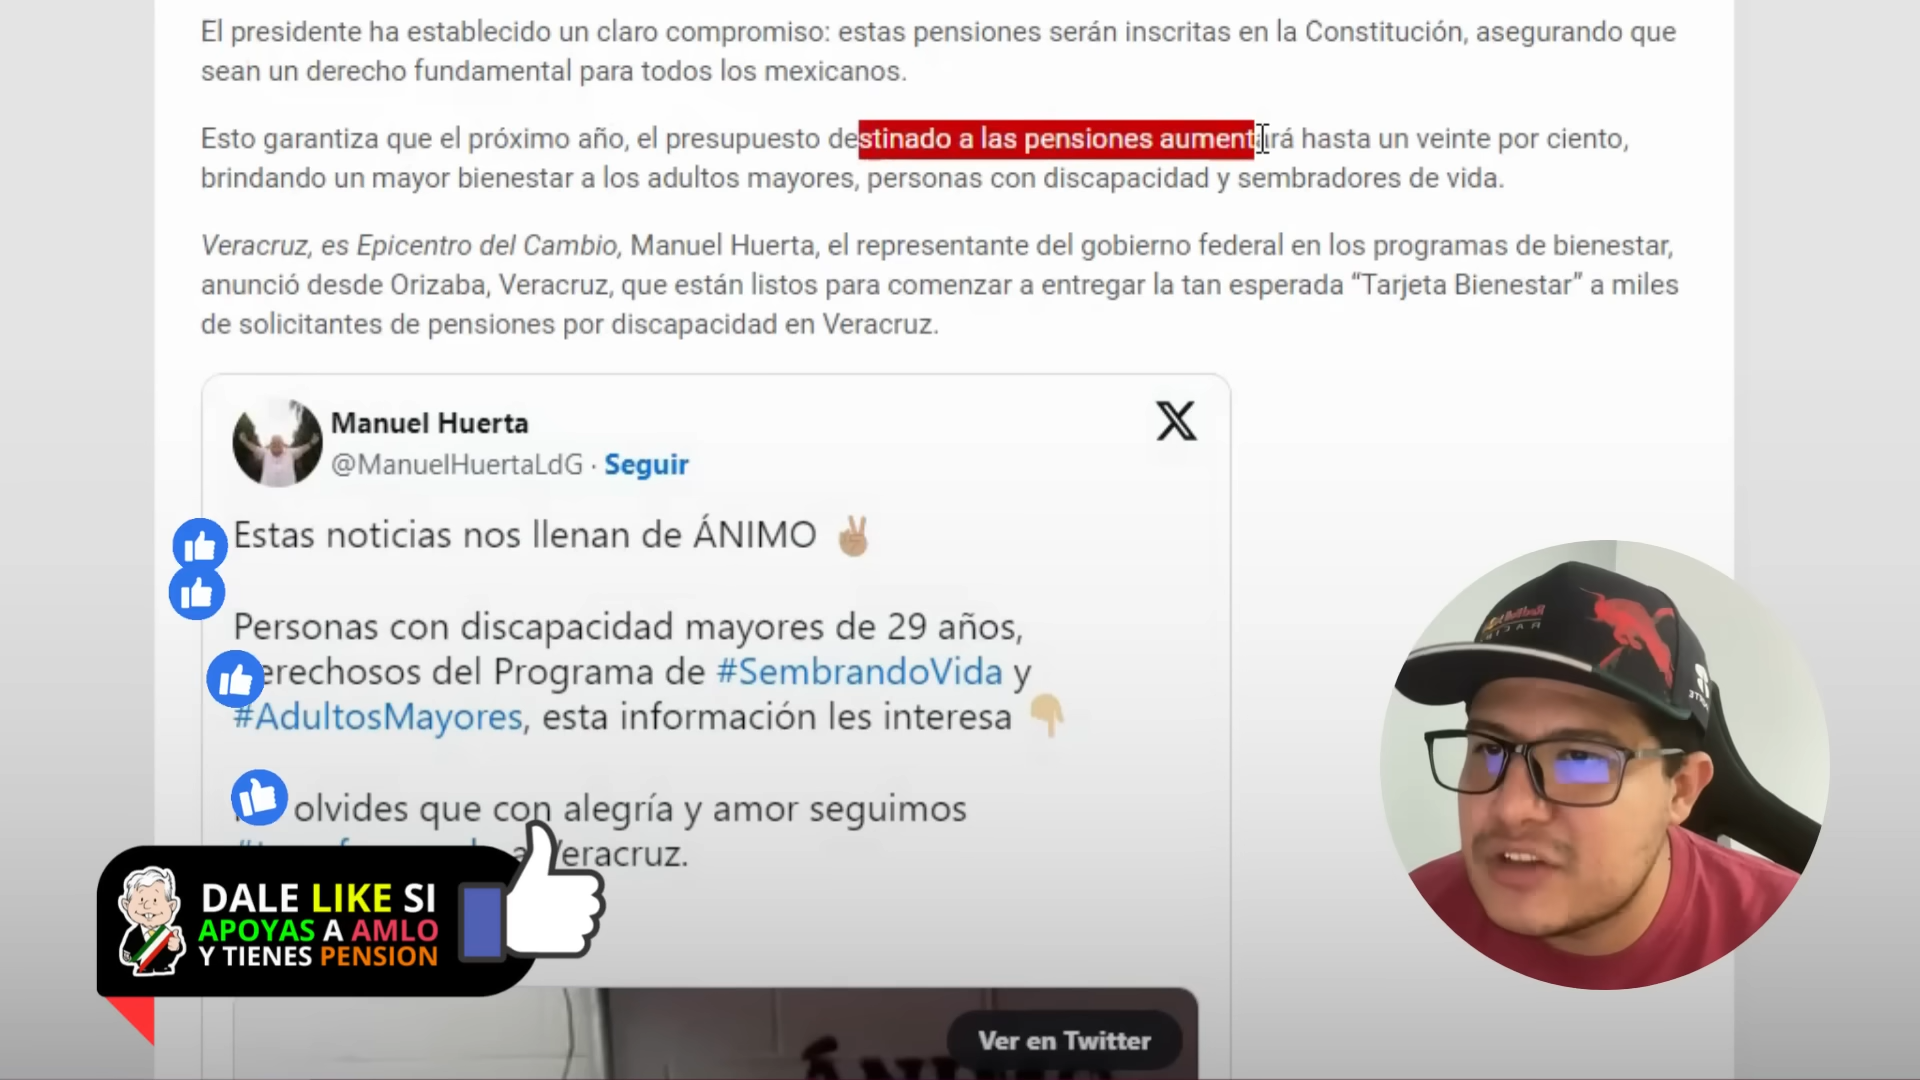 El presidente ha establecido un claro compromiso: estas pensiones serán inscritas en la Constitución, asegurando que
sean un derecho fundamental para todos los mexicanos.
Esto garantiza que el próximo año, el presupuesto destinado a las pensiones aumentará hasta un veinte por ciento,
brindando un mayor bienestar a los adultos mayores, personas con discapacidad y sembradores de vida.
Veracruz, es Epicentro del Cambio, Manuel Huerta, el representante del gobierno federal en los programas de bienestar,
anunció desde Orizaba, Veracruz, que están listos para comenzar a entregar la tan esperada “Tarjeta Bienestar” a miles
de solicitantes de pensiones por discapacidad en Veracruz.
Manuel Huerta
@ManuelHuertaLdG · Seguir
Estas noticias nos llenan de ÁNIMO
Personas con discapacidad mayores de 29 años,
erechosos del Programa de #SembrandoVida y
#AdultosMayores, esta información les interesa
olvides que con alegría y amor seguimos
a Veracruz.
DALE LIKE SI
APOYAS A AMLO
Y TIENES PENSION
Ver en Twitter
ÁNIMO